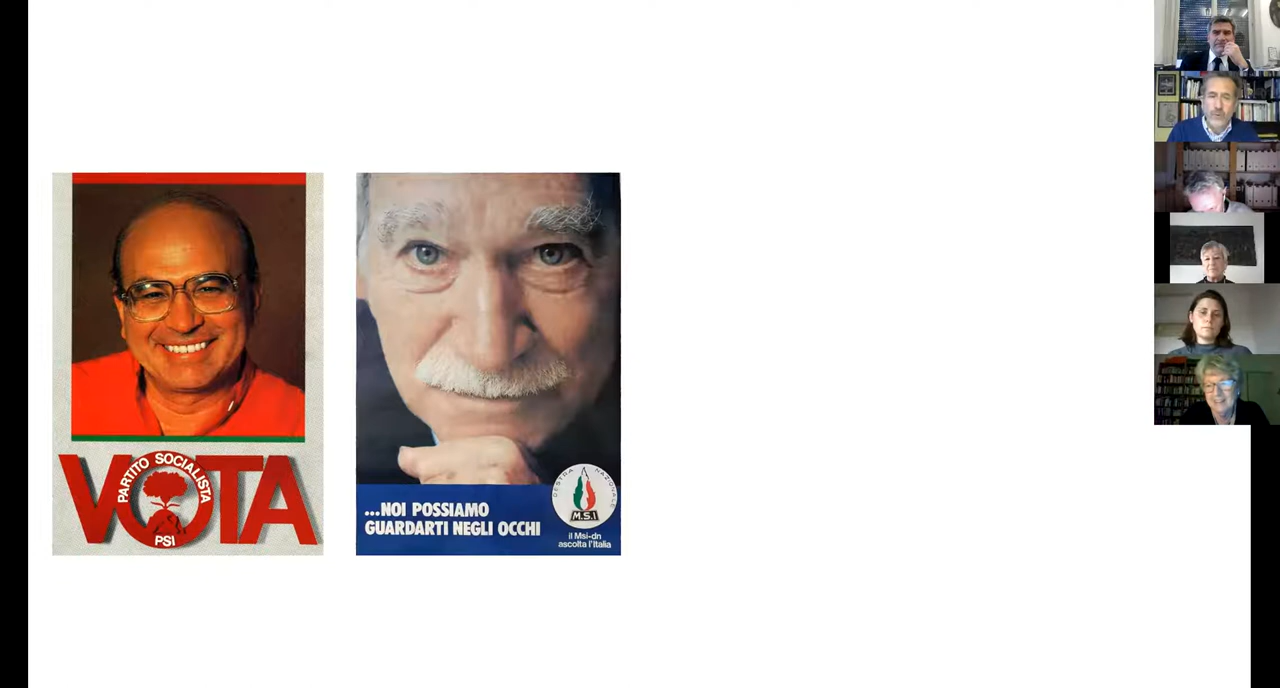 VOTA
PARTITO SOCIALISTA
PSI
...NOI POSSIAMO
GUARDARTI NEGLI OCCHI
DESTRA NAZIONALE
M.S.I
il Msi-dn
ascolta l'Italia